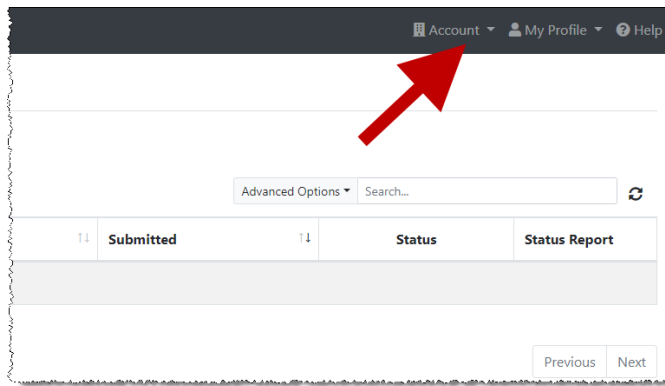 Account My Profile Help
Advanced Options Search...
Submitted Status Status Report
Previous Next